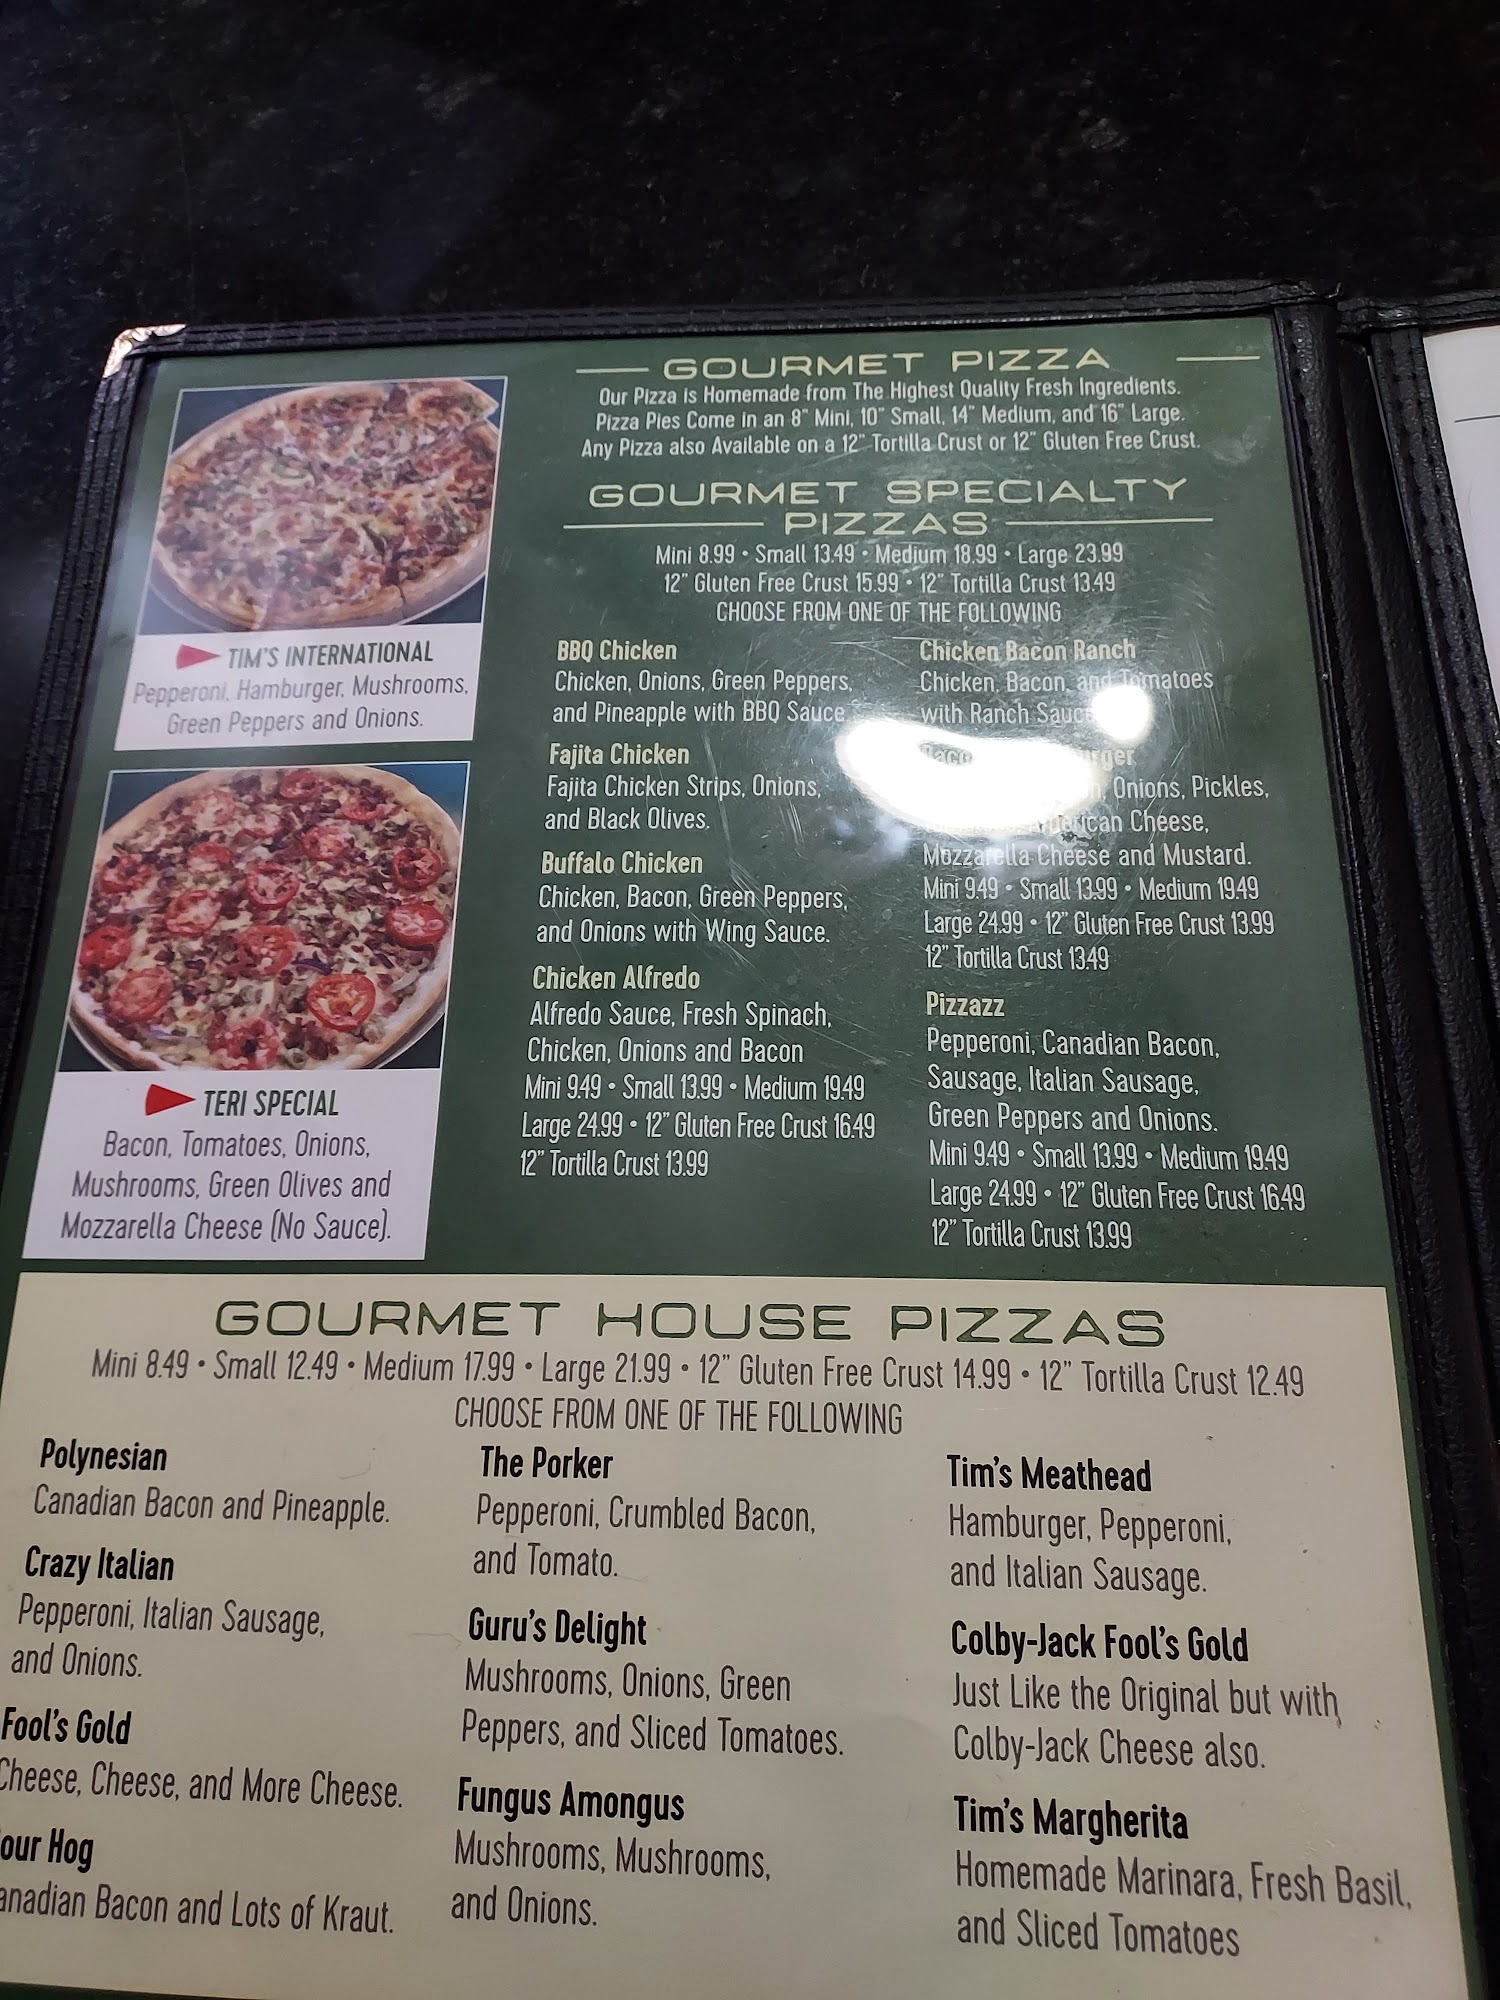 GOURMET PIZZA
Our Pizza Is Homemade from The Highest Quality Fresh Ingredients.
Pizza Pies Come in an 8" Mini, 10" Small, 14" Medium, and 16" Large.
Any Pizza also Available on a 12" Tortilla Crust or 12" Gluten Free Crust.
GOURMET SPECIALTY
PIZZAS
Mini 8.99 • Small 13.49 • Medium 18.99 • Large 23.99
12" Gluten Free Crust 15.99 • 12" Tortilla Crust 13.49
CHOOSE FROM ONE OF THE FOLLOWING
TIM'S INTERNATIONAL
Pepperoni, Hamburger, Mushrooms,
Green Peppers and Onions.
TERI SPECIAL
Bacon, Tomatoes, Onions,
Mushrooms, Green Olives and
Mozzarella Cheese (No Sauce).
BBQ Chicken
Chicken, Onions, Green Peppers,
and Pineapple with BBQ Sauce
Fajita Chicken
Fajita Chicken Strips, Onions,
and Black Olives.
Buffalo Chicken
Chicken, Bacon, Green Peppers,
and Onions with Wing Sauce.
Chicken Alfredo
Alfredo Sauce, Fresh Spinach,
Chicken, Onions and Bacon
Mini 9.49 • Small 13.99 • Medium 19.49
Large 24.99 • 12" Gluten Free Crust 16.49
12" Tortilla Crust 13.99
Chicken Bacon Ranch
Chicken, Bacon, and Tomatoes
with Ranch Sauce
Onions, Pickles,
American Cheese,
Mozzarella Cheese and Mustard.
Mini 9.49 • Small 13.99 • Medium 19.49
Large 24.99 • 12" Gluten Free Crust 13.99
12" Tortilla Crust 13.49
Pizzazz
Pepperoni, Canadian Bacon,
Sausage, Italian Sausage,
Green Peppers and Onions.
Mini 9.49 • Small 13.99 • Medium 19.49
Large 24.99 • 12" Gluten Free Crust 16.49
12" Tortilla Crust 13.99
GOURMET HOUSE PIZZAS
Mini 8.49 • Small 12.49 • Medium 17.99 • Large 21.99 • 12" Gluten Free Crust 14.99 • 12" Tortilla Crust 12.49
CHOOSE FROM ONE OF THE FOLLOWING
Polynesian
Canadian Bacon and Pineapple.
Crazy Italian
Pepperoni, Italian Sausage,
and Onions.
Fool's Gold
Cheese, Cheese, and More Cheese.
our Hog
anadian Bacon and Lots of Kraut.
The Porker
Pepperoni, Crumbled Bacon,
and Tomato.
Guru's Delight
Mushrooms, Onions, Green
Peppers, and Sliced Tomatoes.
Fungus Amongus
Mushrooms, Mushrooms,
and Onions.
Tim's Meathead
Hamburger, Pepperoni,
and Italian Sausage.
Colby-Jack Fool's Gold
Just Like the Original but with
Colby-Jack Cheese also.
Tim's Margherita
Homemade Marinara, Fresh Basil,
and Sliced Tomatoes